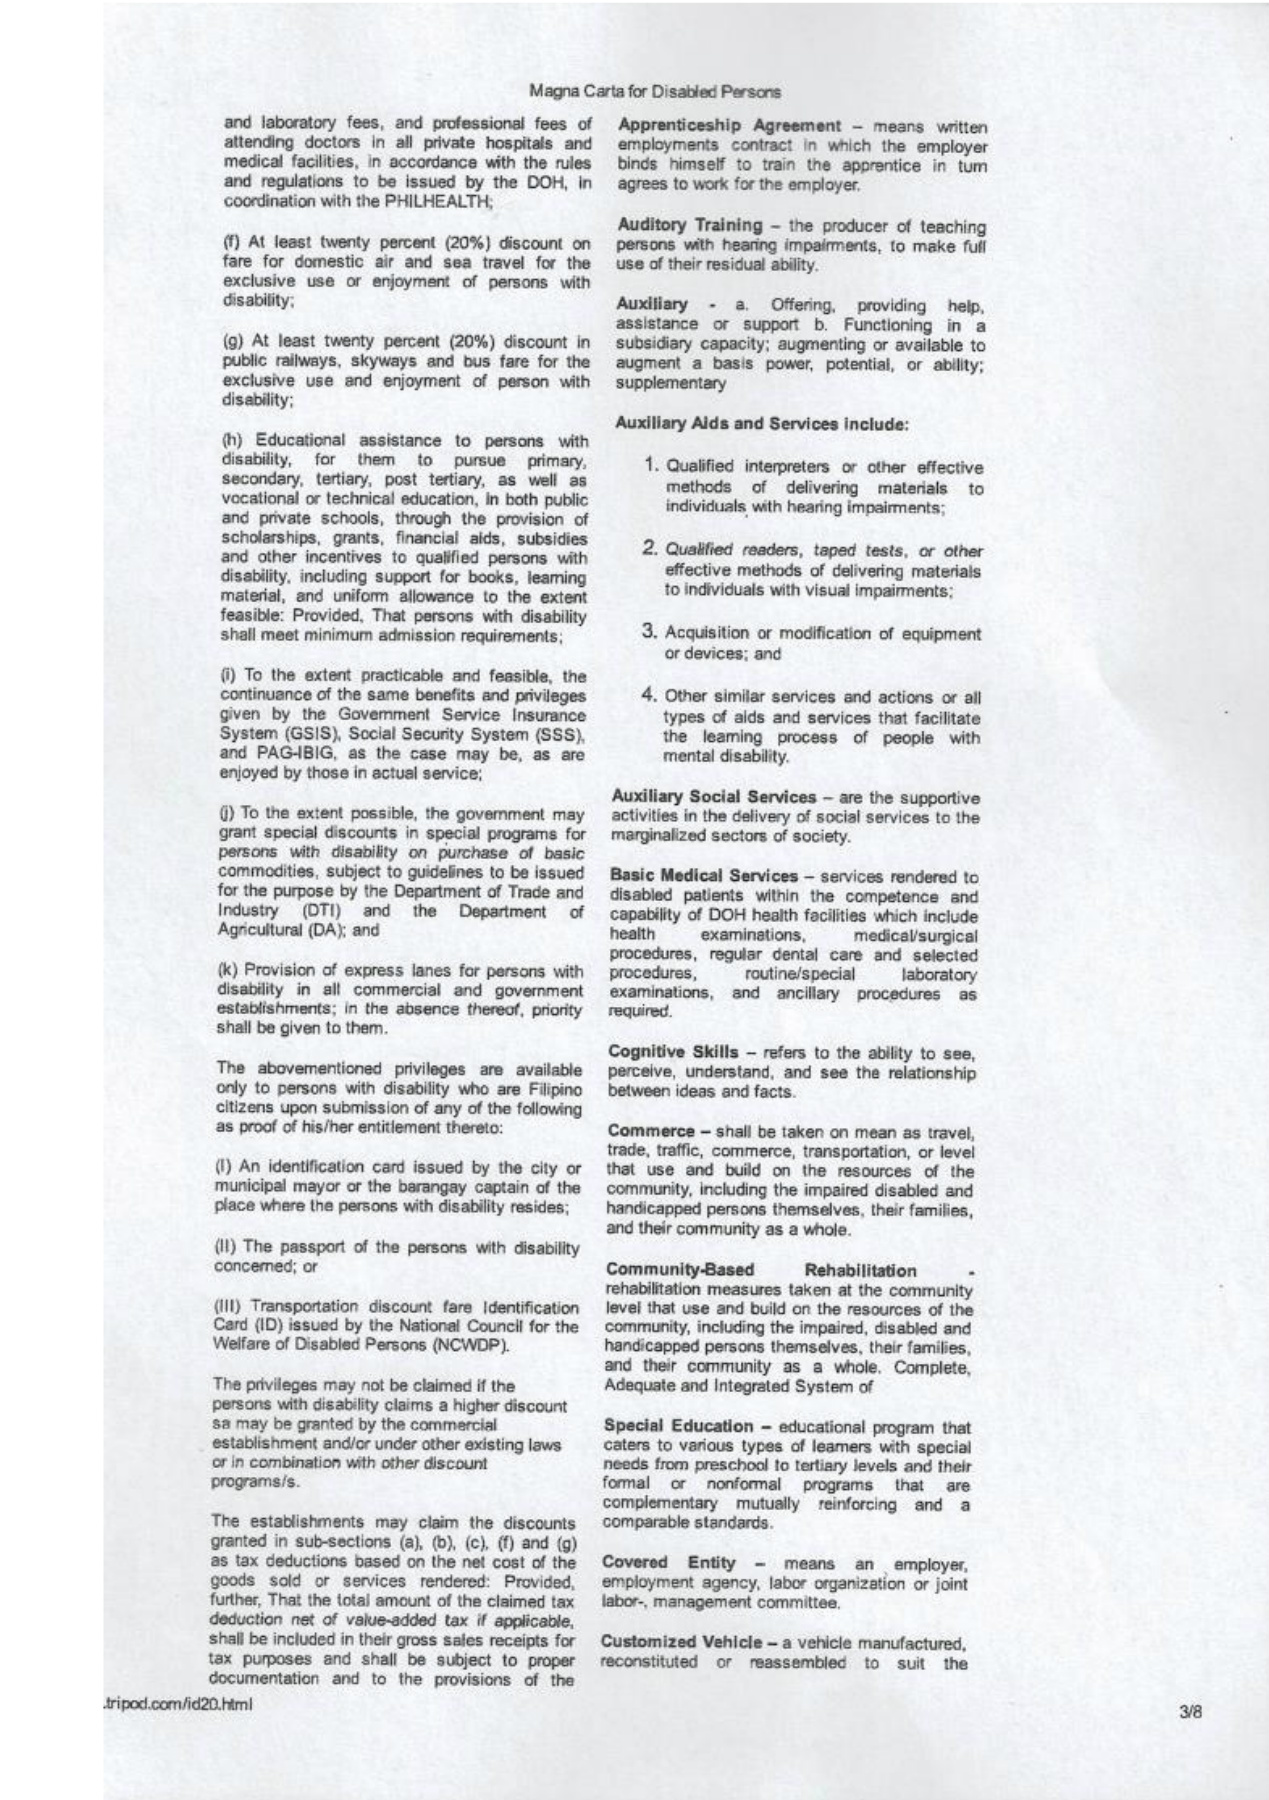 Magna Carta for Disabled Persons
and laboratory fees, and professional fees of
attending doctors in all private hospitals and
medical facilities, in accordance with the rules
and regulations to be issued by the DOH, in
coordination with the PHILHEALTH;
(f) At least twenty percent (20%) discount on
fare for domestic air and sea travel for the
exclusive use or enjoyment of persons with
disability;
(g) At least twenty percent (20%) discount in
public railways, skyways and bus fare for the
exclusive use and enjoyment of person with
disability;
(h) Educational assistance to persons with
disability, for them to pursue primary,
secondary, tertiary, post tertiary, as well as
vocational or technical education, in both public
and private schools, through the provision of
scholarships, grants, financial aids, subsidies
and other incentives to qualified persons with
disability, including support for books, learning
material, and uniform allowance to the extent
feasible: Provided, That persons with disability
shall meet minimum admission requirements;
(i) To the extent practicable and feasible, the
continuance of the same benefits and privileges
given by the Government Service Insurance
System (GSIS), Social Security System (SSS),
and PAG-IBIG, as the case may be, as are
enjoyed by those in actual service;
(j) To the extent possible, the government may
grant special discounts in special programs for
persons with disability on purchase of basic
commodities, subject to guidelines to be issued
for the purpose by the Department of Trade and
Industry (DTI) and the Department of
Agricultural (DA); and
(k) Provision of express lanes for persons with
disability in all commercial and government
establishments; in the absence thereof, priority
shall be given to them.
The abovementioned privileges are available
only to persons with disability who are Filipino
citizens upon submission of any of the following
as proof of his/her entitlement thereto:
(I) An identification card issued by the city or
municipal mayor or the barangay captain of the
place where the persons with disability resides;
(II) The passport of the persons with disability
concerned; or
(III) Transportation discount fare Identification
Card (ID) issued by the National Council for the
Welfare of Disabled Persons (NCWDP).
The privileges may not be claimed if the
persons with disability claims a higher discount
sa may be granted by the commercial
establishment and/or under other existing laws
or in combination with other discount
programs/s.
The establishments may claim the discounts
granted in sub-sections (a), (b), (c), (f) and (g)
as tax deductions based on the net cost of the
goods sold or services rendered: Provided,
further, That the total amount of the claimed tax
deduction net of value-added tax if applicable,
shall be included in their gross sales receipts for
tax purposes and shall be subject to proper
documentation and to the provisions of the
Apprenticeship Agreement – means written
employments contract in which the employer
binds himself to train the apprentice in turn
agrees to work for the employer.
Auditory Training – the producer of teaching
persons with hearing impairments, to make full
use of their residual ability.
Auxiliary - a. Offering, providing help,
assistance or support b. Functioning in a
subsidiary capacity; augmenting or available to
augment a basis power, potential, or ability;
supplementary
Auxiliary Aids and Services include:
1. Qualified interpreters or other effective
methods of delivering materials to
individuals with hearing impairments;
2. Qualified readers, taped tests, or other
effective methods of delivering materials
to individuals with visual impairments;
3. Acquisition or modification of equipment
or devices; and
4. Other similar services and actions or all
types of aids and services that facilitate
the learning process of people with
mental disability.
Auxiliary Social Services – are the supportive
activities in the delivery of social services to the
marginalized sectors of society.
Basic Medical Services – services rendered to
disabled patients within the competence and
capability of DOH health facilities which include
health examinations, medical/surgical
procedures, regular dental care and selected
procedures, routine/special laboratory
examinations, and ancillary procedures as
required.
Cognitive Skills – refers to the ability to see,
perceive, understand, and see the relationship
between ideas and facts.
Commerce – shall be taken on mean as travel,
trade, traffic, commerce, transportation, or level
that use and build on the resources of the
community, including the impaired disabled and
handicapped persons themselves, their families,
and their community as a whole.
Community-Based Rehabilitation -
rehabilitation measures taken at the community
level that use and build on the resources of the
community, including the impaired, disabled and
handicapped persons themselves, their families,
and their community as a whole. Complete,
Adequate and Integrated System of
Special Education – educational program that
caters to various types of learners with special
needs from preschool to tertiary levels and their
formal or nonformal programs that are
complementary mutually reinforcing and a
comparable standards.
Covered Entity – means an employer,
employment agency, labor organization or joint
labor-, management committee.
Customized Vehicle – a vehicle manufactured,
reconstituted or reassembled to suit the
.tripod.com/id20.html
3/8